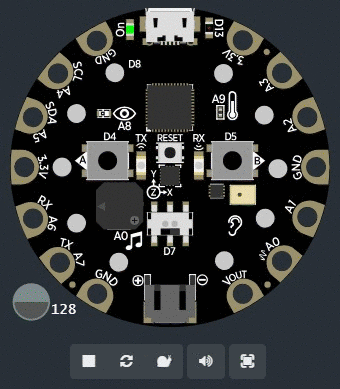 On
D13
GND
3.3V
SCL
A4
D8
A3
SDA
A5
A8
A9
A2
D4
TX
RESET
RX
D5
A
B
3.3V
GND
Y
Z
X
RX
A6
A1
A0
D7
TX
A7
A0
GND
VOUT
128